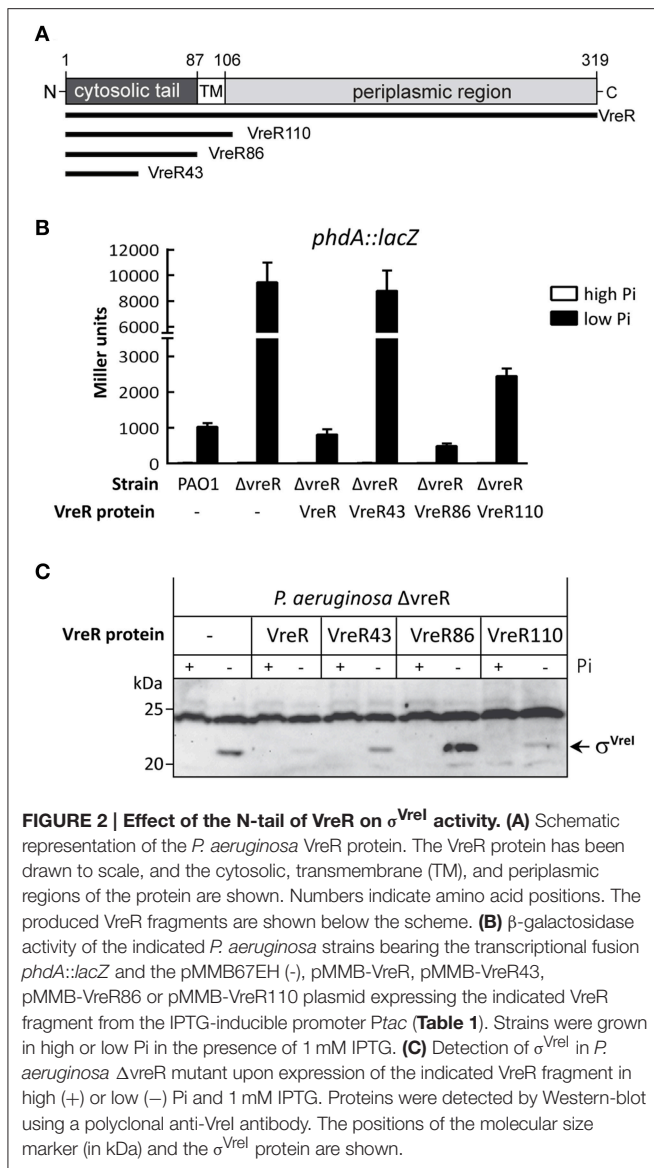 A
1 87 106 319
N cytosolic tail TM periplasmic region C
VreR
VreR110
VreR86
VreR43
B
phdA::lacZ
12000
10000
8000
6000
3000
2000
1000
0
Miller units
high Pi
low Pi
Strain PAO1 ΔvreR ΔvreR ΔvreR ΔvreR ΔvreR
VreR protein - - VreR VreR43 VreR86 VreR110
C
P. aeruginosa ΔvreR
VreR protein - VreR VreR43 VreR86 VreR110
+ - + - + - + - + - Pi
kDa
25
20
σVreI
FIGURE 2 | Effect of the N-tail of VreR on σVreI activity. (A) Schematic
representation of the P. aeruginosa VreR protein. The VreR protein has been
drawn to scale, and the cytosolic, transmembrane (TM), and periplasmic
regions of the protein are shown. Numbers indicate amino acid positions. The
produced VreR fragments are shown below the scheme. (B) β-galactosidase
activity of the indicated P. aeruginosa strains bearing the transcriptional fusion
phdA::lacZ and the pMMB67EH (-), pMMB-VreR, pMMB-VreR43,
pMMB-VreR86 or pMMB-VreR110 plasmid expressing the indicated VreR
fragment from the IPTG-inducible promoter Ptac (Table 1). Strains were grown
in high or low Pi in the presence of 1 mM IPTG. (C) Detection of σVreI in P.
aeruginosa ΔvreR mutant upon expression of the indicated VreR fragment in
high (+) or low (−) Pi and 1 mM IPTG. Proteins were detected by Western-blot
using a polyclonal anti-VreI antibody. The positions of the molecular size
marker (in kDa) and the σVreI protein are shown.